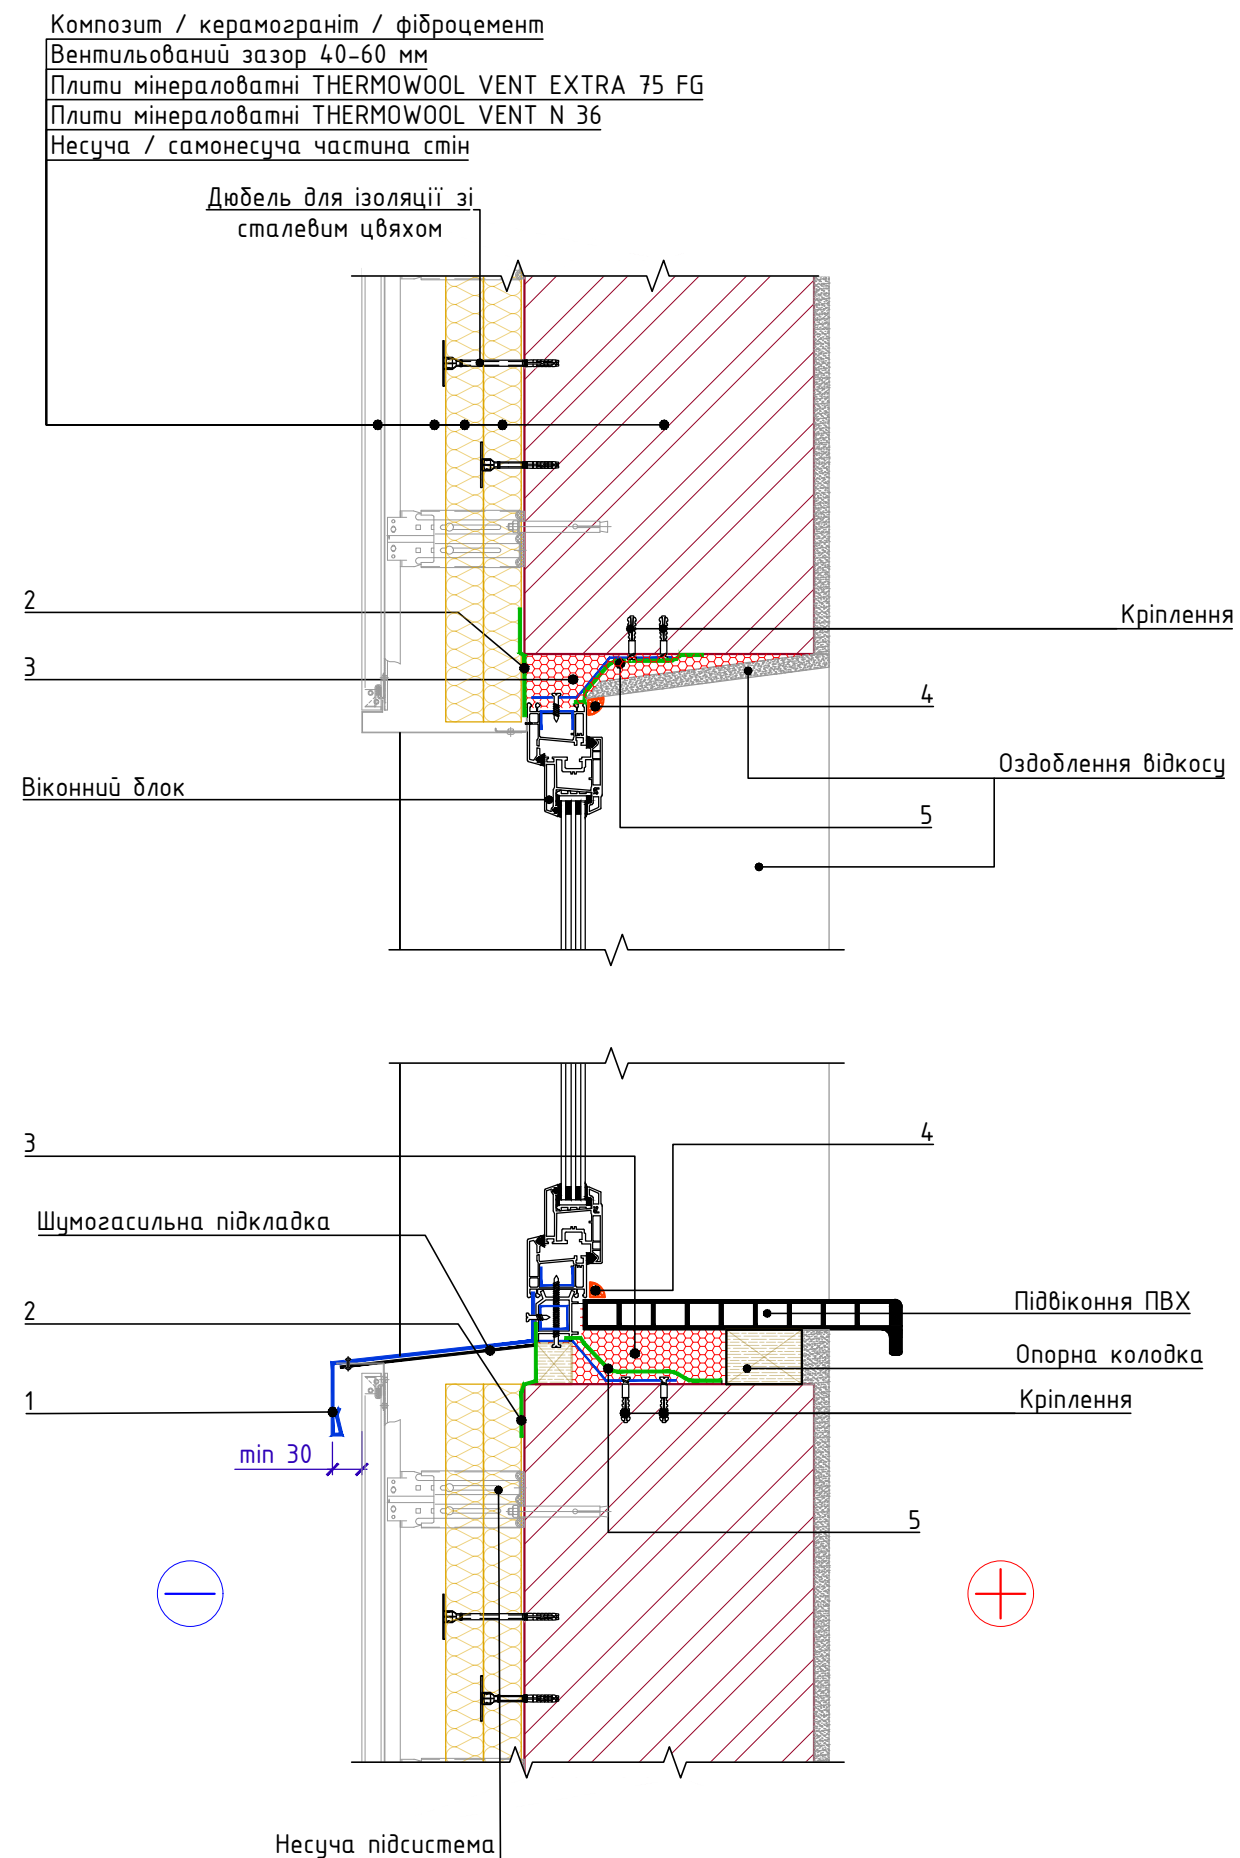 Композит / керамограніт / фіброцемент
Вентильований зазор 40-60 мм
Плити мінераловатні THERMOWOOL VENT EXTRA 75 FG
Плити мінераловатні THERMOWOOL VENT N 36
Несуча / самонесуча частина стін
Дюбель для ізоляції зі
сталевим цвяхом
2
Кріплення
3
4
Оздоблення відкосу
Віконний блок
5
3
4
Шумогасильна підкладка
Підвіконня ПВХ
2
Опорна колодка
1
Кріплення
min 30
5
Несуча підсистема